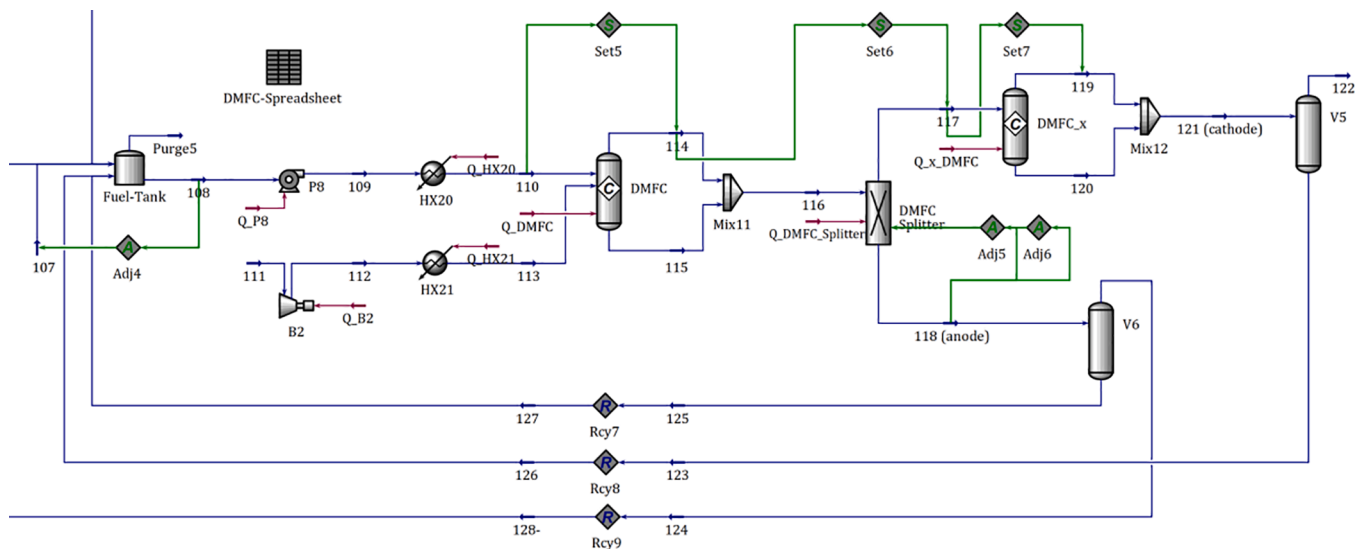 S
Set5
S
Set6
S
Set7
DMFC-Spreadsheet
119
122
Purge5
117
C
DMFC_x
121 (cathode)
V5
Mix12
114
Q_x_DMFC
Q_HX20
Fuel-Tank
108
P8
109
HX20
110
C
DMFC
120
Q_P8
Q_DMFC
Mix11
116
DMFC
Splitter
Q_DMFC_Splitter
A
A
A
107
Adj4
Q_HX21
Adj5
Adj6
111
112
HX21
113
115
B2
Q_B2
118 (anode)
V6
R
127
Rcy7
125
R
126
Rcy8
123
R
128-
Rcy9
124